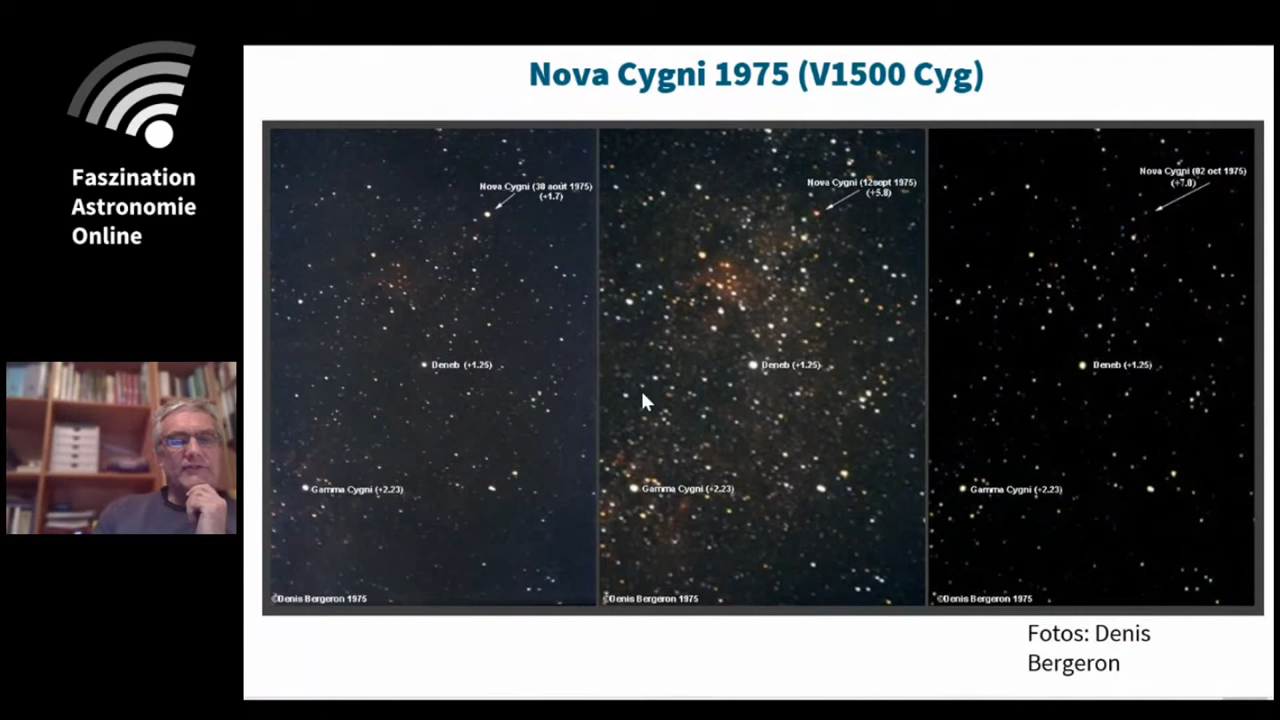 Faszination
Astronomie
Online
Nova Cygni 1975 (V1500 Cyg)
Nova Cygni (30 août 1975)
(+1.7)
Deneb (+1.25)
Gamma Cygni (+2.23)
©Denis Bergeron 1975
Nova Cygni (12sept 1975)
(+5.8)
Deneb (+1.25)
Gamma Cygni (+2.23)
©Denis Bergeron 1975
Nova Cygni (02 oct 1975)
(+7.0)
Deneb (+1.25)
Gamma Cygni (+2.23)
©Denis Bergeron 1975
Fotos: Denis
Bergeron